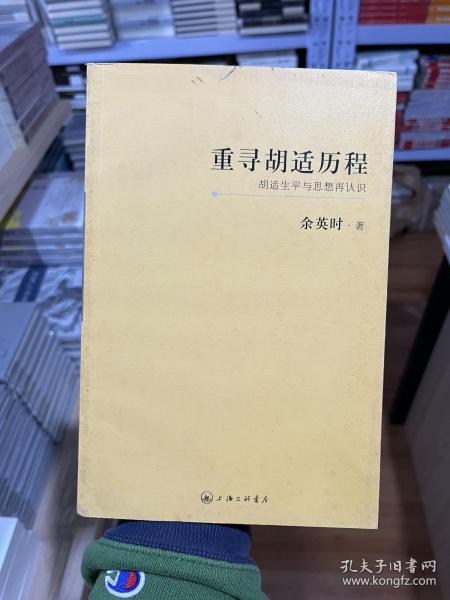 重寻胡适历程
胡适生平与思想再认识
余英时·著
上海三联书店
孔夫子旧书网
www.kongfz.com